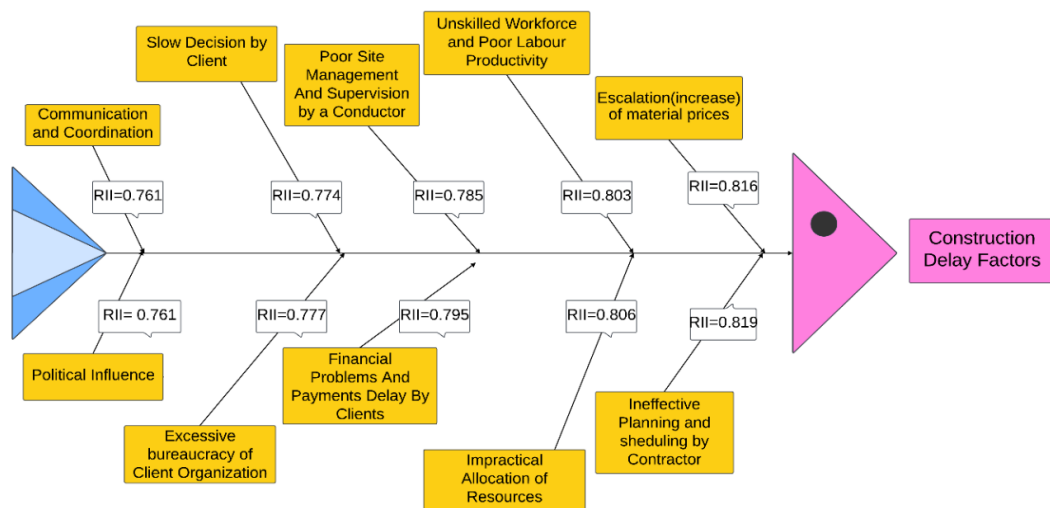 Slow Decision by
Client
Unskilled Workforce
and Poor Labour
Productivity
Poor Site
Management
And Supervision
by a Conductor
Escalation(increase)
of material prices
Communication
and Coordination
RII=0.761
RII=0.774
RII=0.785
RII=0.803
RII=0.816
Construction
Delay Factors
RII= 0.761
RII=0.777
RII=0.795
RII=0.806
RII=0.819
Political Influence
Financial
Problems And
Payments Delay By
Clients
Excessive
bureaucracy of
Client Organization
Impractical
Allocation of
Resources
Ineffective
Planning and
sheduling by
Contractor